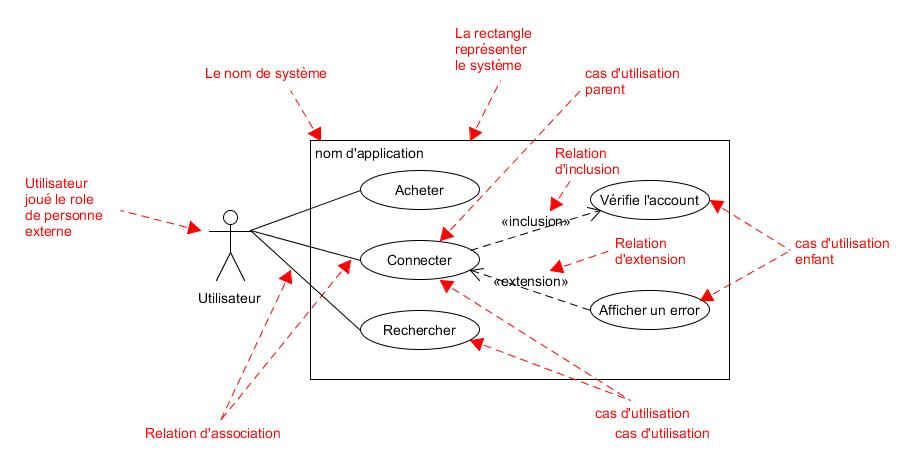 La rectangle
représenter
le système
Le nom de système
cas d'utilisation
parent
nom d'application
Relation
d'inclusion
Utilisateur
joué le role
de personne
externe
Acheter
Vérifie l'account
«inclusion»
Relation
d'extension
cas d'utilisation
enfant
Connecter
«extension»
Utilisateur
Afficher un error
Rechercher
cas d'utilisation
Relation d'association
cas d'utilisation